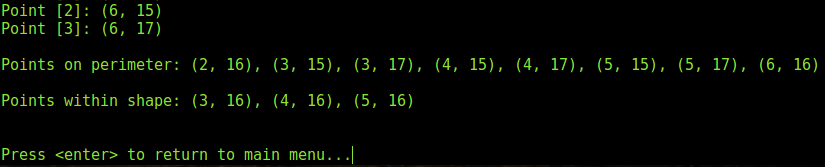 Point [2]: (6, 15)
Point [3]: (6, 17)
Points on perimeter: (2, 16), (3, 15), (3, 17), (4, 15), (4, 17), (5, 15), (5, 17), (6, 16)
Points within shape: (3, 16), (4, 16), (5, 16)
Press <enter> to return to main menu...